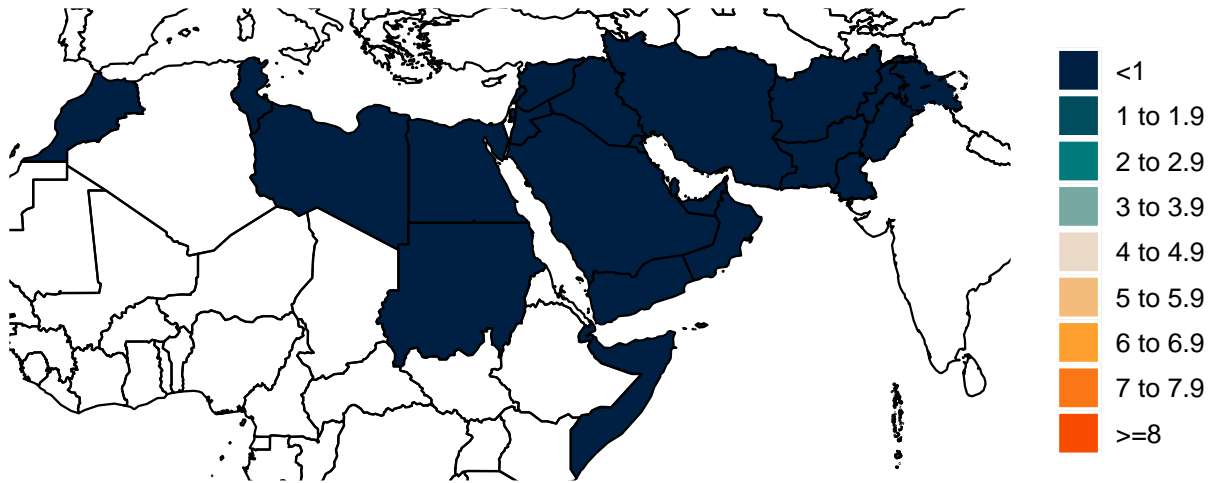 <1
1 to 1.9
2 to 2.9
3 to 3.9
4 to 4.9
5 to 5.9
6 to 6.9
7 to 7.9
>=8